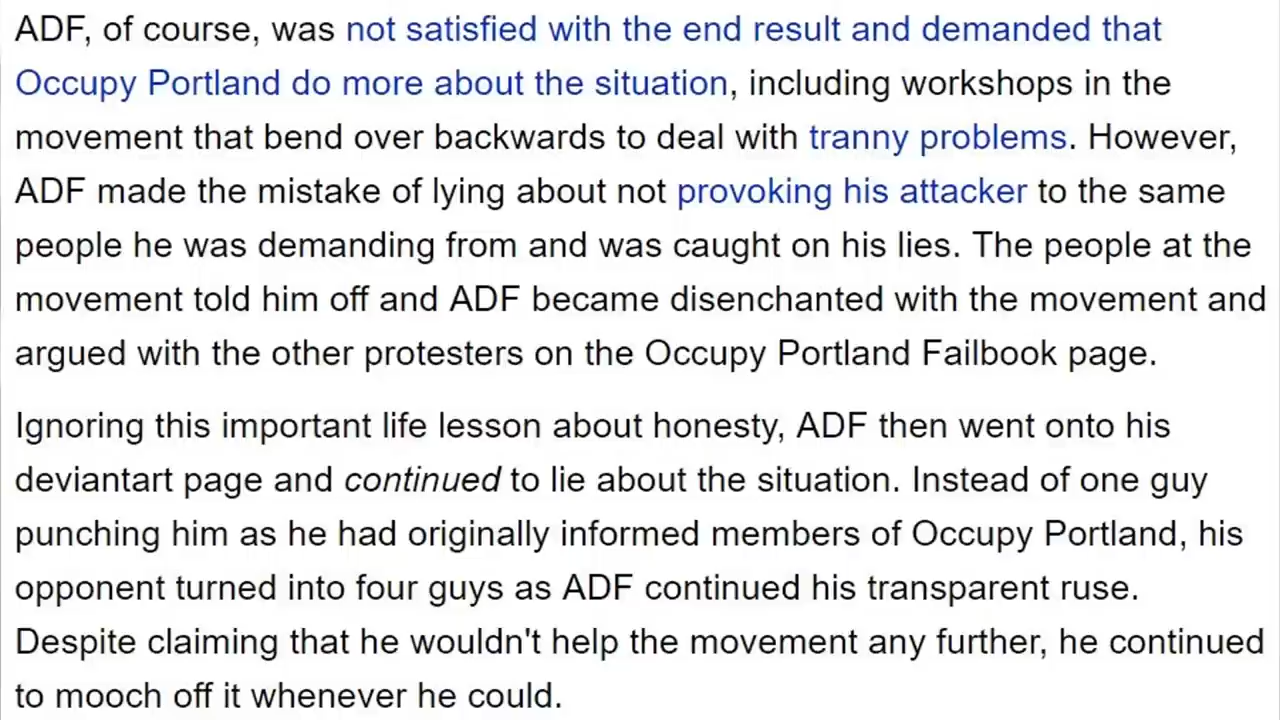 ADF, of course, was not satisfied with the end result and demanded that
Occupy Portland do more about the situation, including workshops in the
movement that bend over backwards to deal with tranny problems. However,
ADF made the mistake of lying about not provoking his attacker to the same
people he was demanding from and was caught on his lies. The people at the
movement told him off and ADF became disenchanted with the movement and
argued with the other protesters on the Occupy Portland Failbook page.
Ignoring this important life lesson about honesty, ADF then went onto his
deviantart page and continued to lie about the situation. Instead of one guy
punching him as he had originally informed members of Occupy Portland, his
opponent turned into four guys as ADF continued his transparent ruse.
Despite claiming that he wouldn't help the movement any further, he continued
to mooch off it whenever he could.